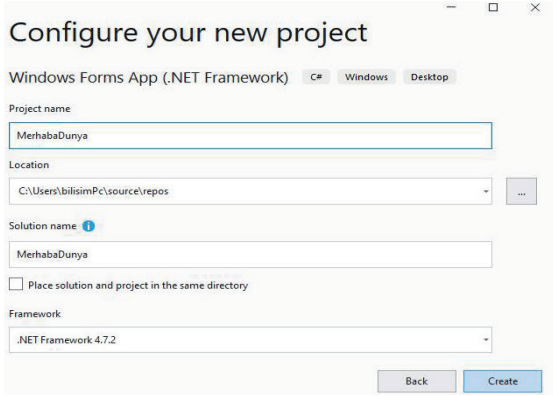 Configure your new project
Windows Forms App (.NET Framework) C# Windows Desktop
Project name
MerhabaDunya
Location
C:\Users\bilisimPc\source\repos
...
Solution name
MerhabaDunya
Place solution and project in the same directory
Framework
.NET Framework 4.7.2
Back Create